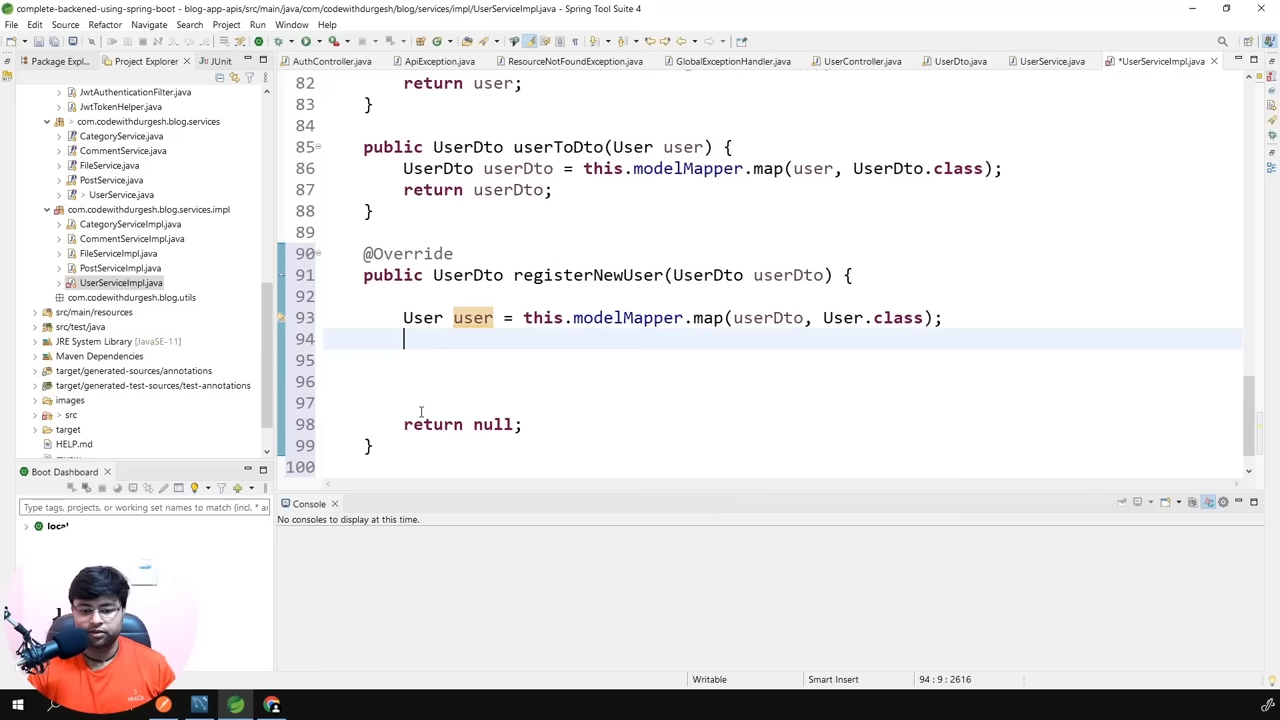 complete-backened-using-spring-boot - blog-app-apis/src/main/java/com/codewithdurgesh/blog/services/impl/UserServiceImpl.java - Spring Tool Suite 4
File Edit Source Refactor Navigate Search Project Run Window Help
Package Expl... Project Explorer JUnit
AuthController.java ApiException.java ResourceNotFoundException.java GlobalExceptionHandler.java UserController.java UserDto.java UserService.java *UserServiceImpl.java
JwtAuthenticationFilter.java
JwtTokenHelper.java
com.codewithdurgesh.blog.services
CategoryService.java
CommentService.java
FileService.java
PostService.java
UserService.java
com.codewithdurgesh.blog.services.impl
CategoryServiceImpl.java
CommentServiceImpl.java
FileServiceImpl.java
PostServiceImpl.java
UserServiceImpl.java
com.codewithdurgesh.blog.utils
src/main/resources
src/test/java
JRE System Library [JavaSE-11]
Maven Dependencies
target/generated-sources/annotations
target/generated-test-sources/test-annotations
images
src
target
HELP.md
82 return user;
83 }
84
85 public UserDto userToDto(User user) {
86 UserDto userDto = this.modelMapper.map(user, UserDto.class);
87 return userDto;
88 }
89
90 @Override
91 public UserDto registerNewUser(UserDto userDto) {
92
93 User user = this.modelMapper.map(userDto, User.class);
94
95
96
97
98 return null;
99 }
100
Boot Dashboard
Type tags, projects, or working set names to match (incl. *
local
Console
No consoles to display at this time.
Writable Smart Insert 94 : 9 : 2616